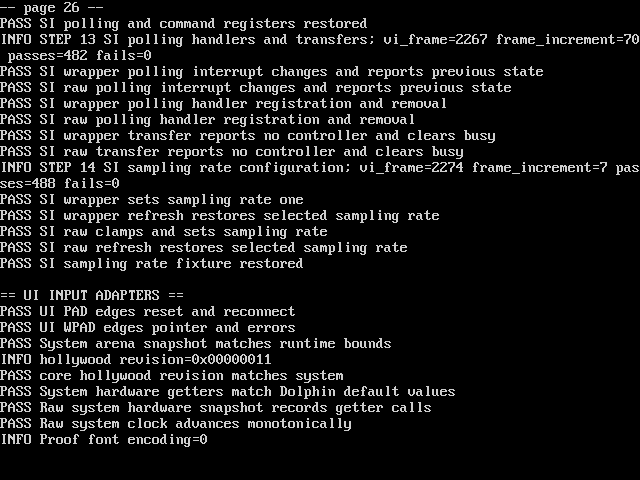 -- page 26 --
PASS SI polling and command registers restored
INFO STEP 13 SI polling handlers and transfers; vi_frame=2267 frame_increment=70
 passes=482 fails=0
PASS SI wrapper polling interrupt changes and reports previous state
PASS SI raw polling interrupt changes and reports previous state
PASS SI wrapper polling handler registration and removal
PASS SI raw polling handler registration and removal
PASS SI wrapper transfer reports no controller and clears busy
PASS SI raw transfer reports no controller and clears busy
INFO STEP 14 SI sampling rate configuration; vi_frame=2274 frame_increment=7 pas
ses=488 fails=0
PASS SI wrapper sets sampling rate one
PASS SI wrapper refresh restores selected sampling rate
PASS SI raw clamps and sets sampling rate
PASS SI raw refresh restores selected sampling rate
PASS SI sampling rate fixture restored

== UI INPUT ADAPTERS ==
PASS UI PAD edges reset and reconnect
PASS UI WPAD edges pointer and errors
PASS System arena snapshot matches runtime bounds
INFO hollywood revision=0x00000011
PASS core hollywood revision matches system
PASS System hardware getters match Dolphin default values
PASS Raw system hardware snapshot records getter calls
PASS Raw system clock advances monotonically
INFO Proof font encoding=0